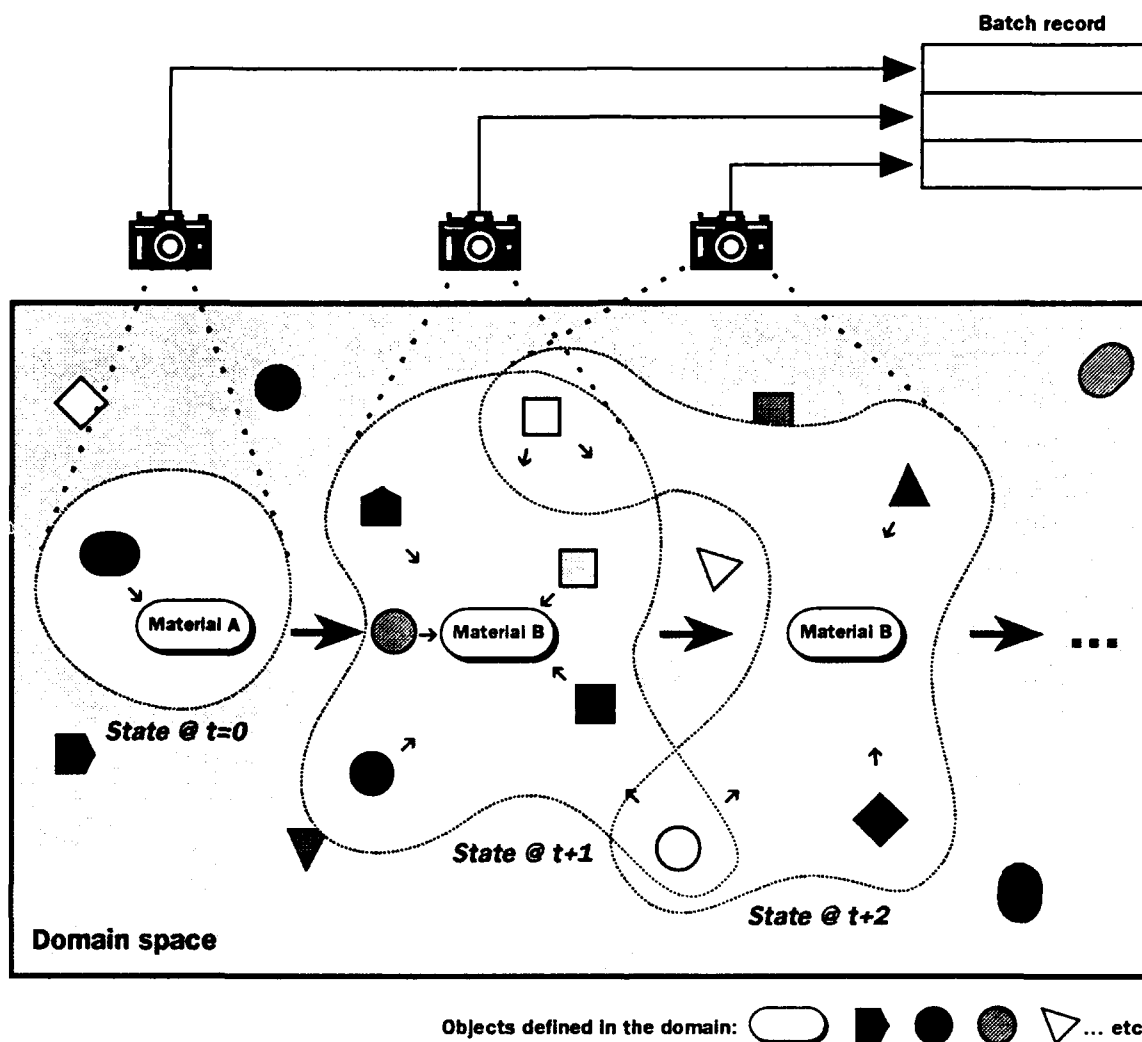 Batch record
Material A
Material B
Material B
...
State @ t=0
State @ t+1
State @ t+2
Domain space
Objects defined in the domain:
... etc